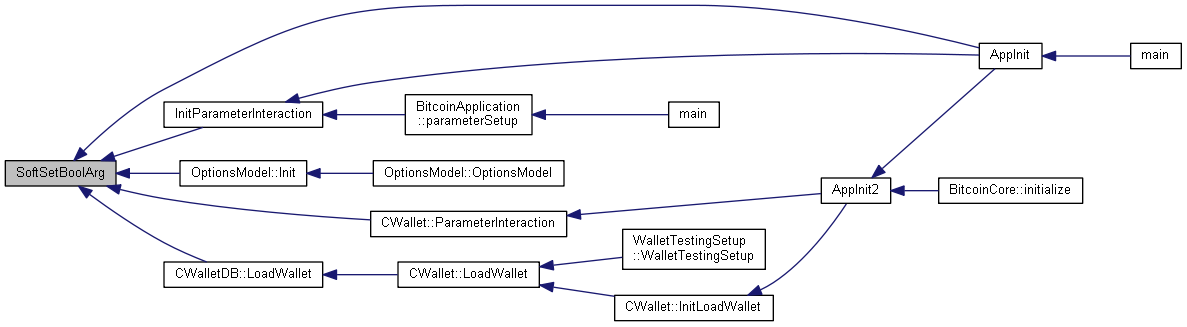 AppInit
main
InitParameterInteraction
BitcoinApplication
::parameterSetup
main
SoftSetBoolArg
OptionsModel::Init
OptionsModel::OptionsModel
AppInit2
BitcoinCore::initialize
CWallet::ParameterInteraction
WalletTestingSetup
::WalletTestingSetup
CWalletDB::LoadWallet
CWallet::LoadWallet
CWallet::InitLoadWallet